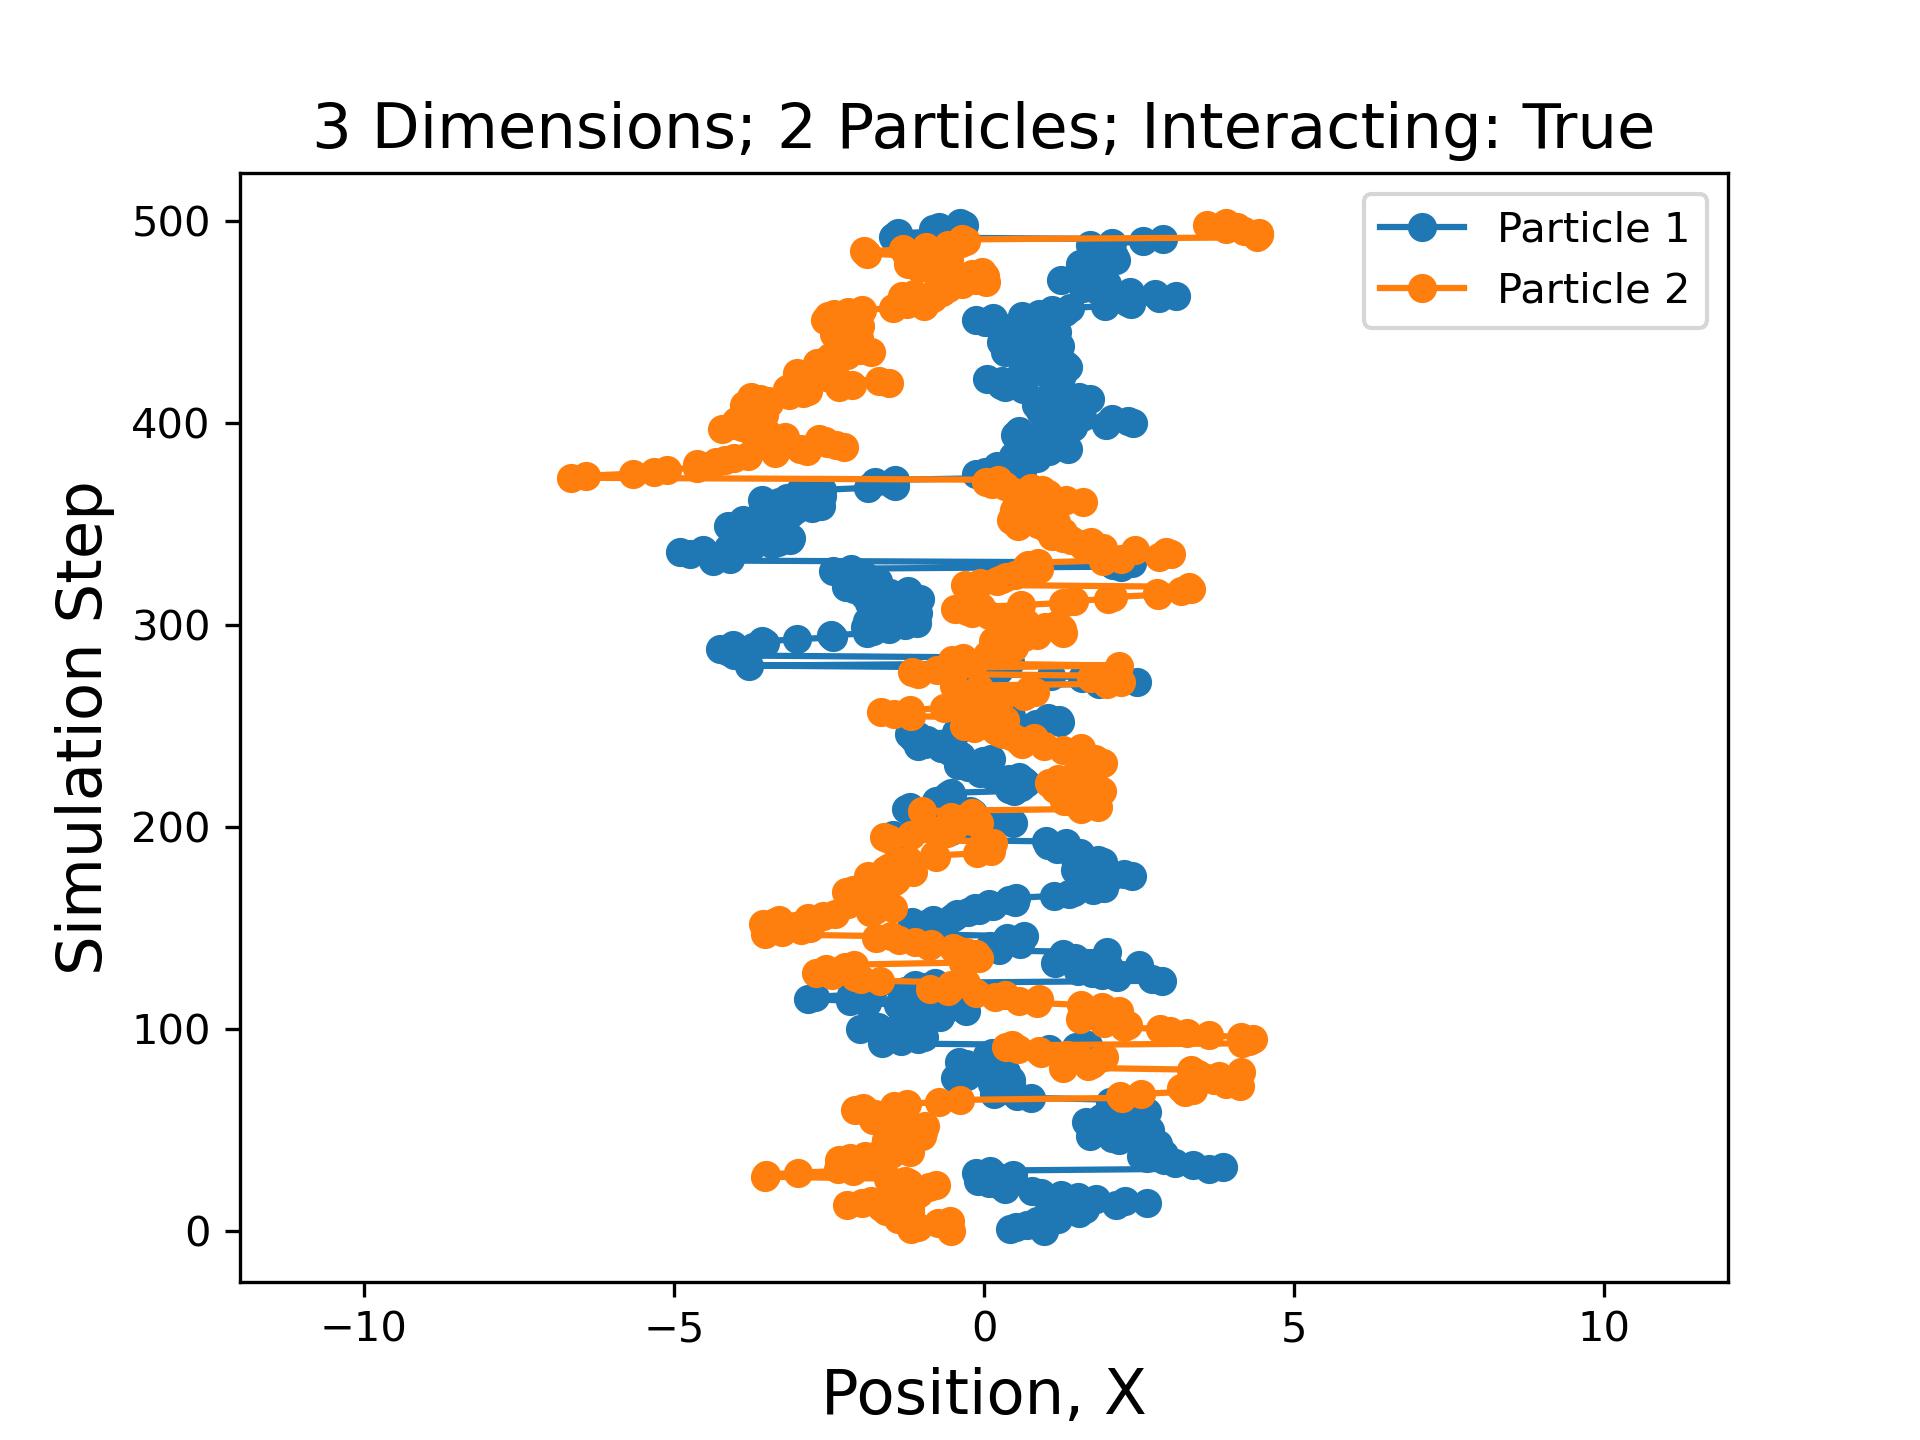 3 Dimensions; 2 Particles; Interacting: True
Particle 1
Particle 2
500
400
300
200
100
0
Simulation Step
−10
−5
0
5
10
Position, X